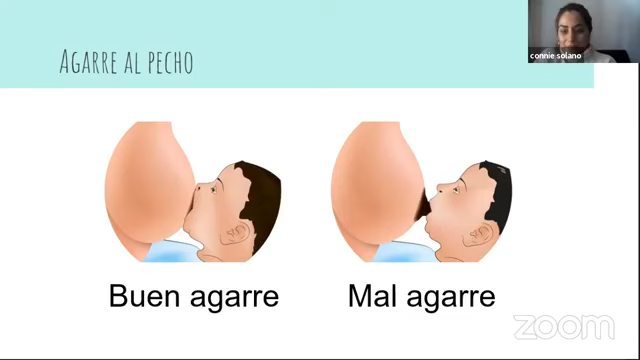 AGARRE AL PECHO
connie solano
Buen agarre
Mal agarre
zoom